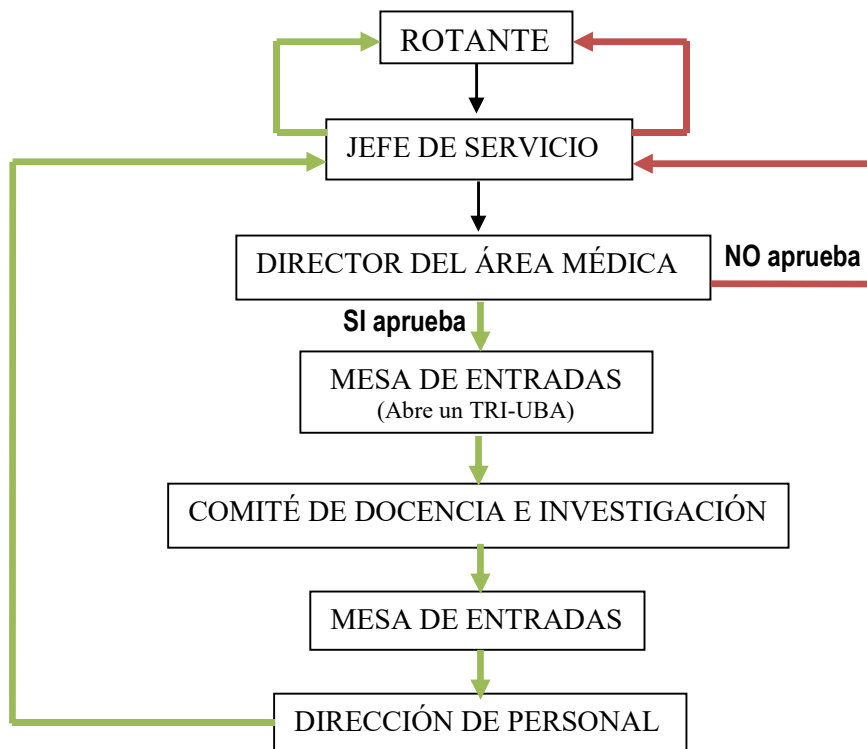 ROTANTE
JEFE DE SERVICIO
DIRECTOR DEL ÁREA MÉDICA
NO aprueba
SI aprueba
MESA DE ENTRADAS
(Abre un TRI-UBA)
COMITÉ DE DOCENCIA E INVESTIGACIÓN
MESA DE ENTRADAS
DIRECCIÓN DE PERSONAL